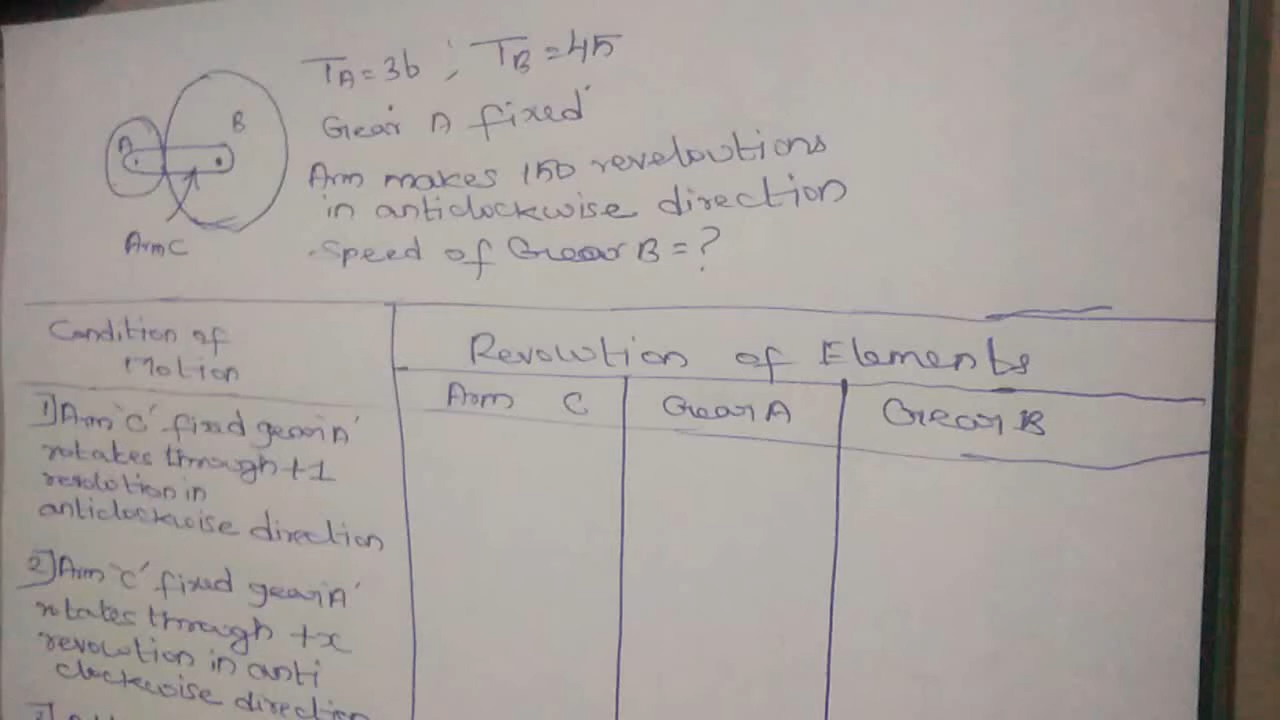 TA = 36 ; TB = 45
Gear A fixed
Arm makes 150 reveloutions
in anticlockwise direction
Speed of Gear B = ?
A
B
Arm C
Condition of
Motion
Revolution of Elements
Arm C
Gear A
Gear B
1) Arm 'C' fixed gear 'A'
rotates through +1
revolotion in
anticlockwise direction
2) Arm 'C' fixed gear 'A'
rotates through +x
revolution in anti
clockwise direction